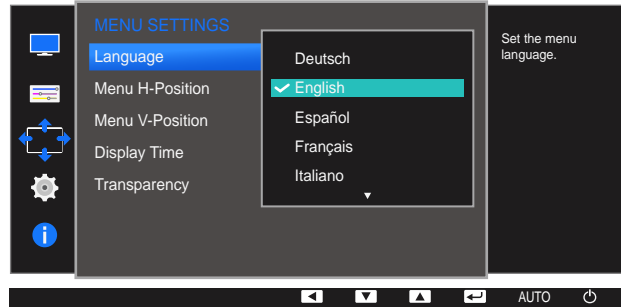 MENU SETTINGS
Language
Menu H-Position
Menu V-Position
Display Time
Transparency
Deutsch
English
Español
Français
Italiano
Set the menu
language.
AUTO